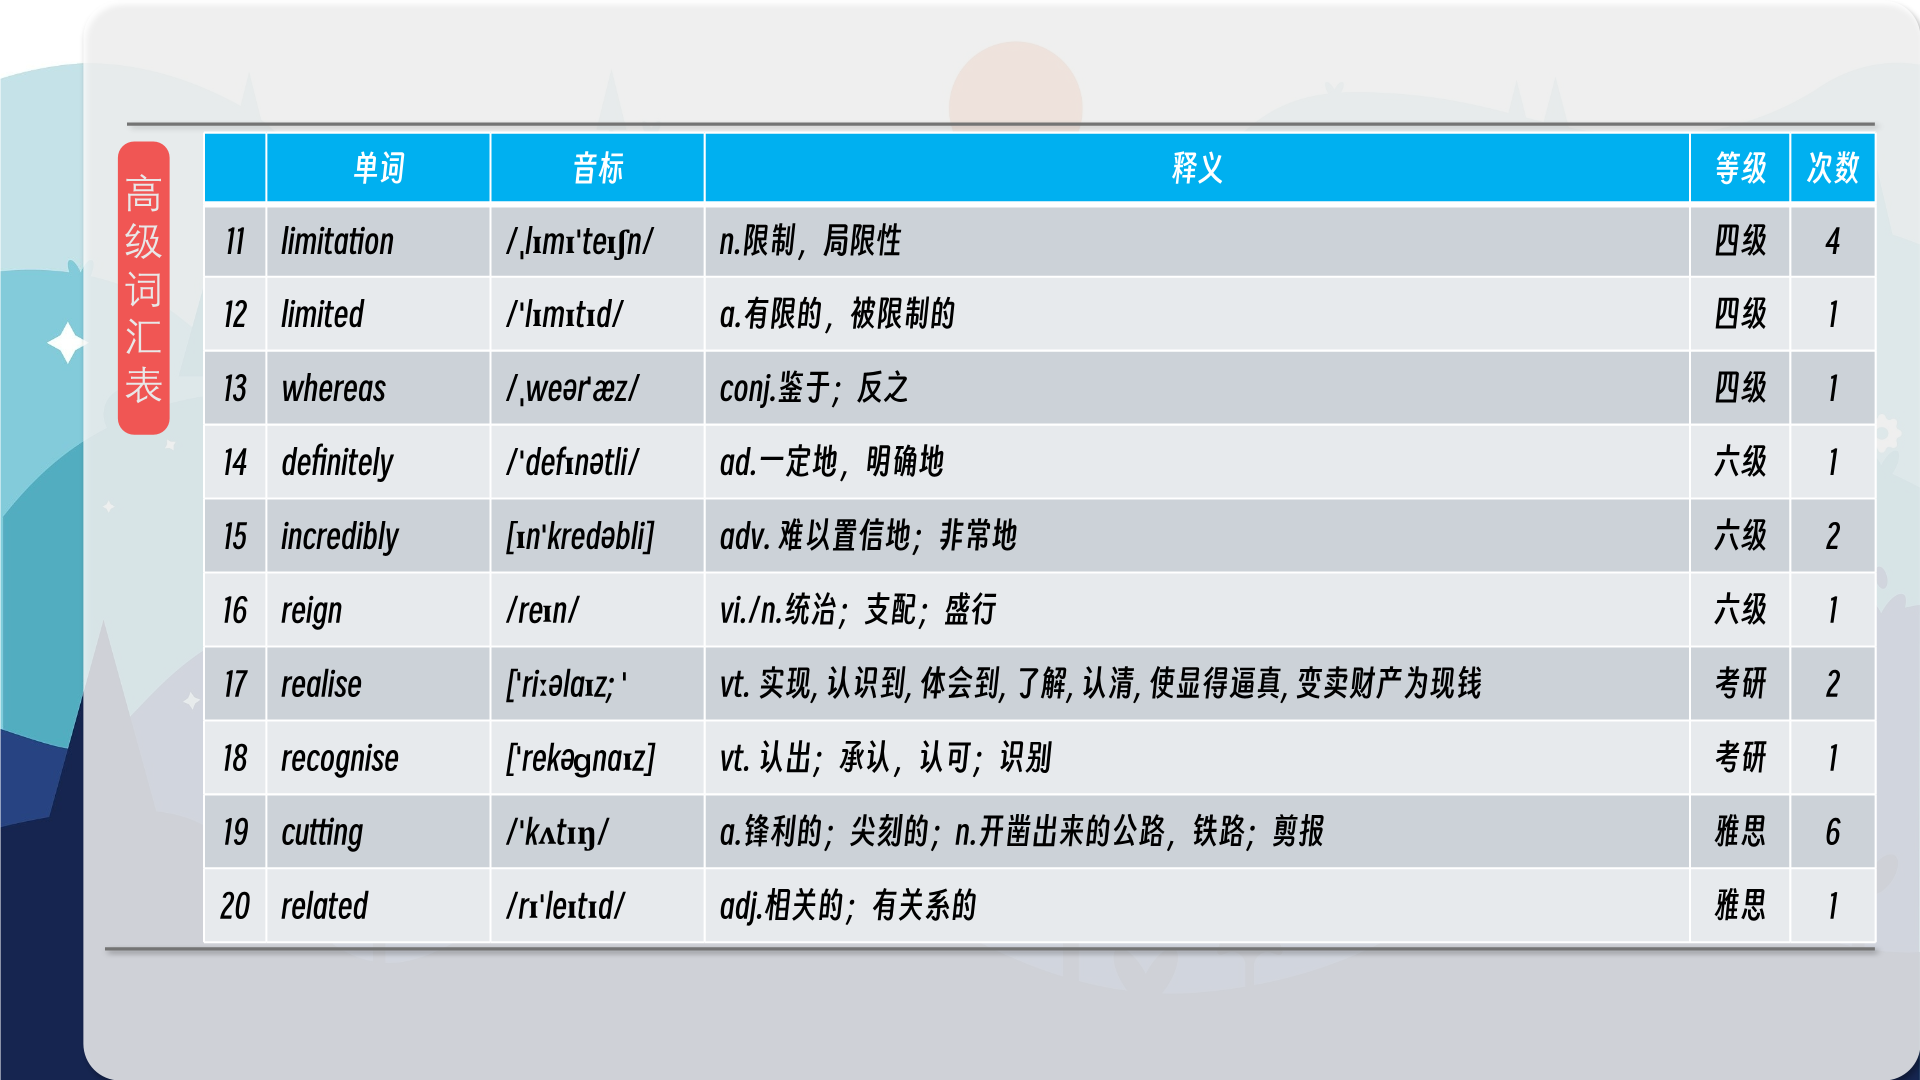 高级词汇表
单词 音标 释义 等级 次数
11 limitation /ˌlɪmɪ'teɪʃn/ n.限制，局限性 四级 4
12 limited /'lɪmɪtɪd/ a.有限的，被限制的 四级 1
13 whereas /ˌweər'æz/ conj.鉴于；反之 四级 1
14 definitely /'defɪnətli/ ad.一定地，明确地 六级 1
15 incredibly [ɪn'kredəbli] adv. 难以置信地；非常地 六级 2
16 reign /reɪn/ vi./n.统治；支配；盛行 六级 1
17 realise ['riːəlaɪz; ' vt. 实现, 认识到, 体会到, 了解, 认清, 使显得逼真, 变卖财产为现钱 考研 2
18 recognise ['rekəgnaɪz] vt. 认出；承认，认可；识别 考研 1
19 cutting /'kʌtɪŋ/ a.锋利的；尖刻的；n.开凿出来的公路，铁路；剪报 雅思 6
20 related /rɪ'leɪtɪd/ adj.相关的；有关系的 雅思 1